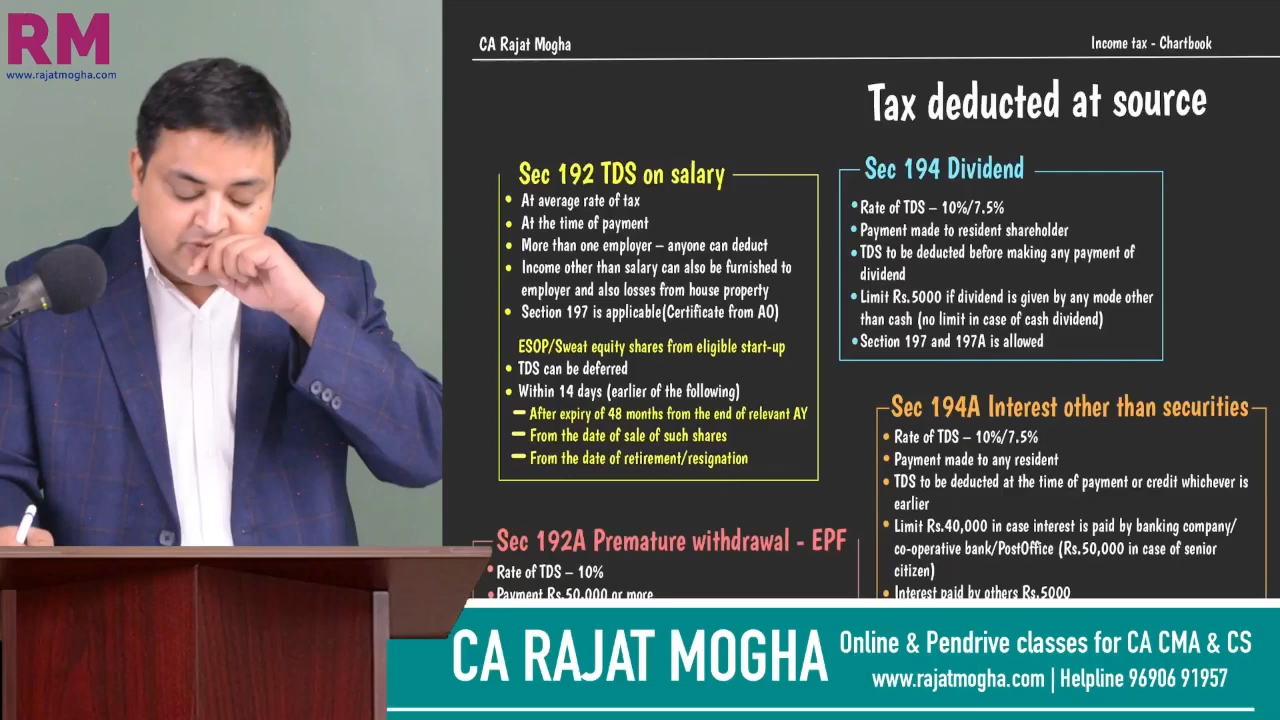 RM
www.rajatmogha.com
CA Rajat Mogha
Income tax - Chartbook
Tax deducted at source
Sec 192 TDS on salary
At average rate of tax
At the time of payment
More than one employer – anyone can deduct
Income other than salary can also be furnished to
employer and also losses from house property
Section 197 is applicable(Certificate from AO)
ESOP/Sweat equity shares from eligible start-up
TDS can be deferred
Within 14 days (earlier of the following)
After expiry of 48 months from the end of relevant AY
From the date of sale of such shares
From the date of retirement/resignation
Sec 192A Premature withdrawal - EPF
Rate of TDS – 10%
Payment Rs.50,000 or more
Sec 194 Dividend
Rate of TDS – 10%/7.5%
Payment made to resident shareholder
TDS to be deducted before making any payment of
dividend
Limit Rs.5000 if dividend is given by any mode other
than cash (no limit in case of cash dividend)
Section 197 and 197A is allowed
Sec 194A Interest other than securities
Rate of TDS – 10%/7.5%
Payment made to any resident
TDS to be deducted at the time of payment or credit whichever is
earlier
Limit Rs.40,000 in case interest is paid by banking company/
co-operative bank/PostOffice (Rs.50,000 in case of senior
citizen)
Interest paid by others Rs.5000
CA RAJAT MOGHA
Online & Pendrive classes for CA CMA & CS
www.rajatmogha.com | Helpline 96906 91957